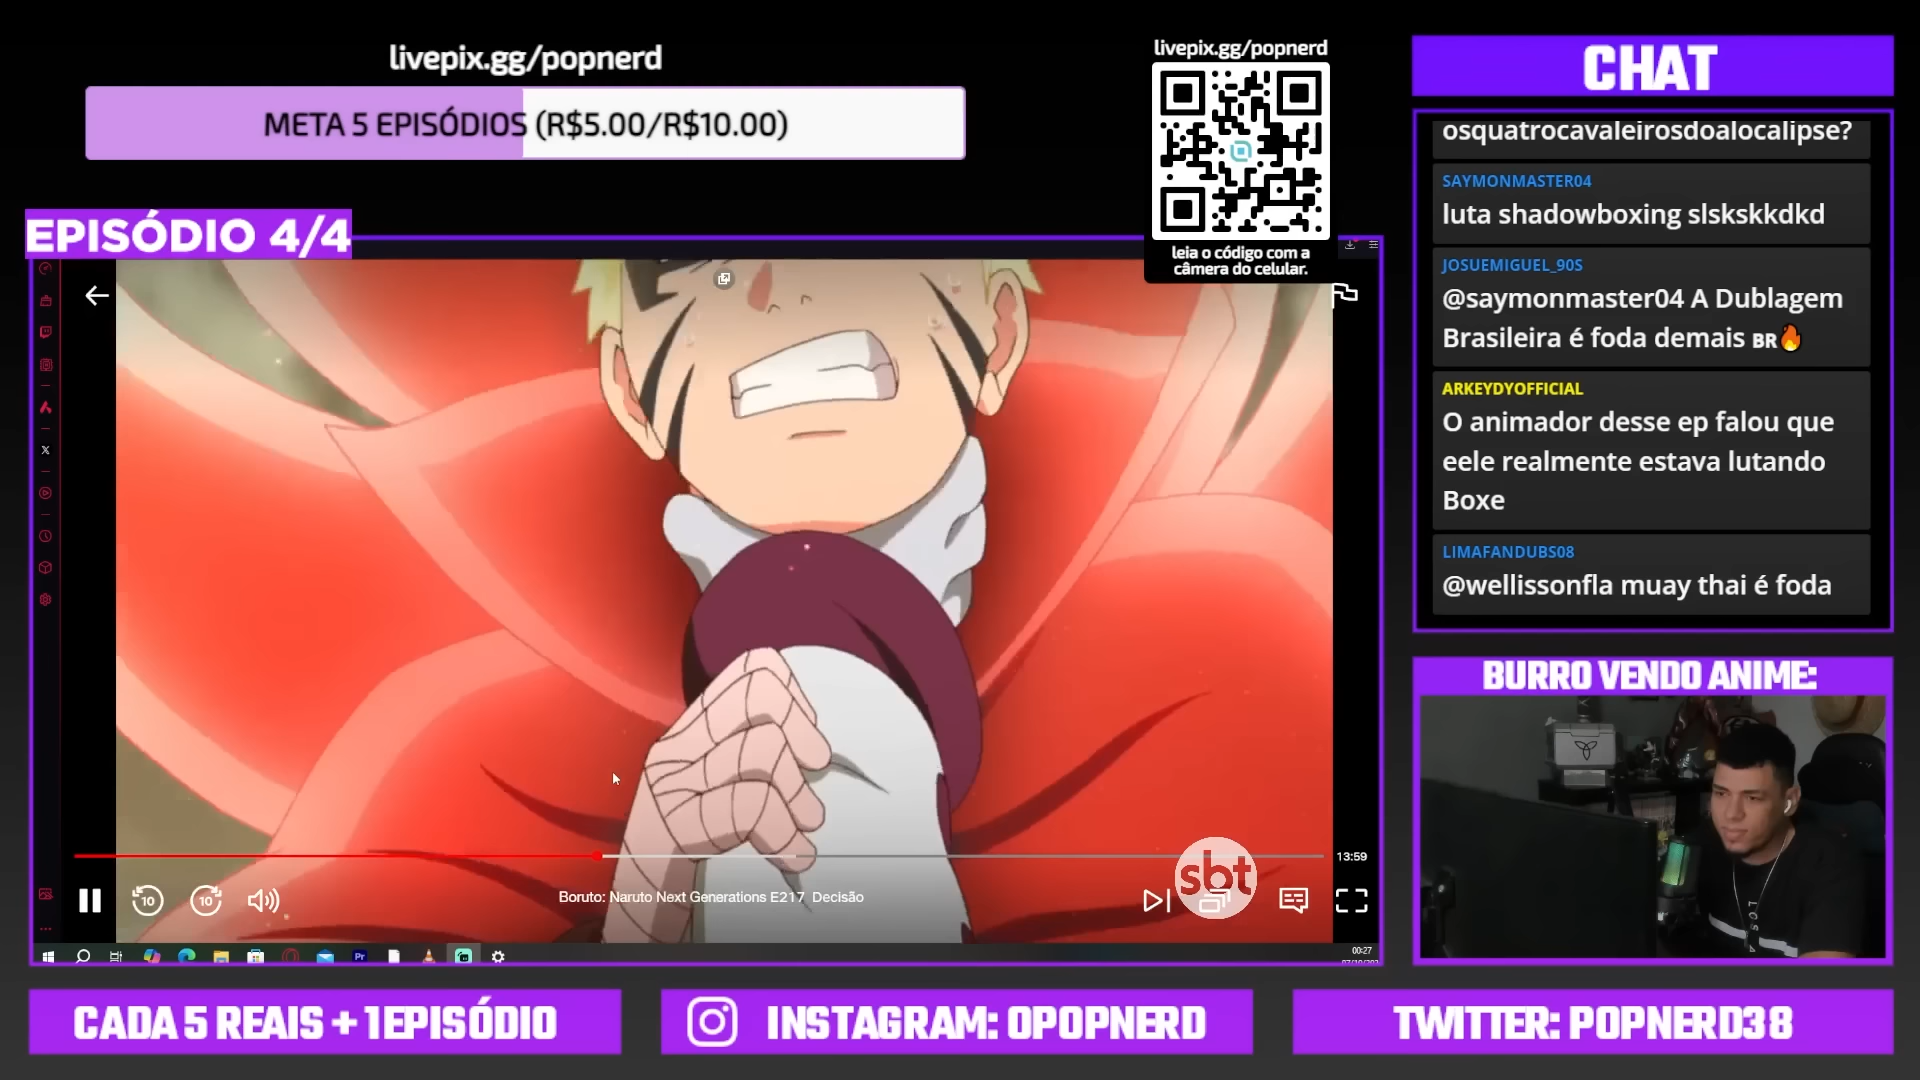 livepix.gg/popnerd
META 5 EPISÓDIOS (R$5.00/R$10.00)
livepix.gg/popnerd
leia o código com a
câmera do celular.
EPISÓDIO 4/4
CHAT
osquatrocavaleirosdoalocalipse?
SAYMONMASTER04
luta shadowboxing slskskkdkd
JOSUEMIGUEL_90S
@saymonmaster04 A Dublagem
Brasileira é foda demais BR🔥
ARKEYDYOFFICIAL
O animador desse ep falou que
eele realmente estava lutando
Boxe
LIMAFANDUBS08
@wellissonfla muay thai é foda
BURRO VENDO ANIME:
13:59
10
10
Boruto: Naruto Next Generations E217 Decisão
sbt
Pr
00:27
CADA 5 REAIS + 1 EPISÓDIO
INSTAGRAM: OPOPNERD
TWITTER: POPNERD38